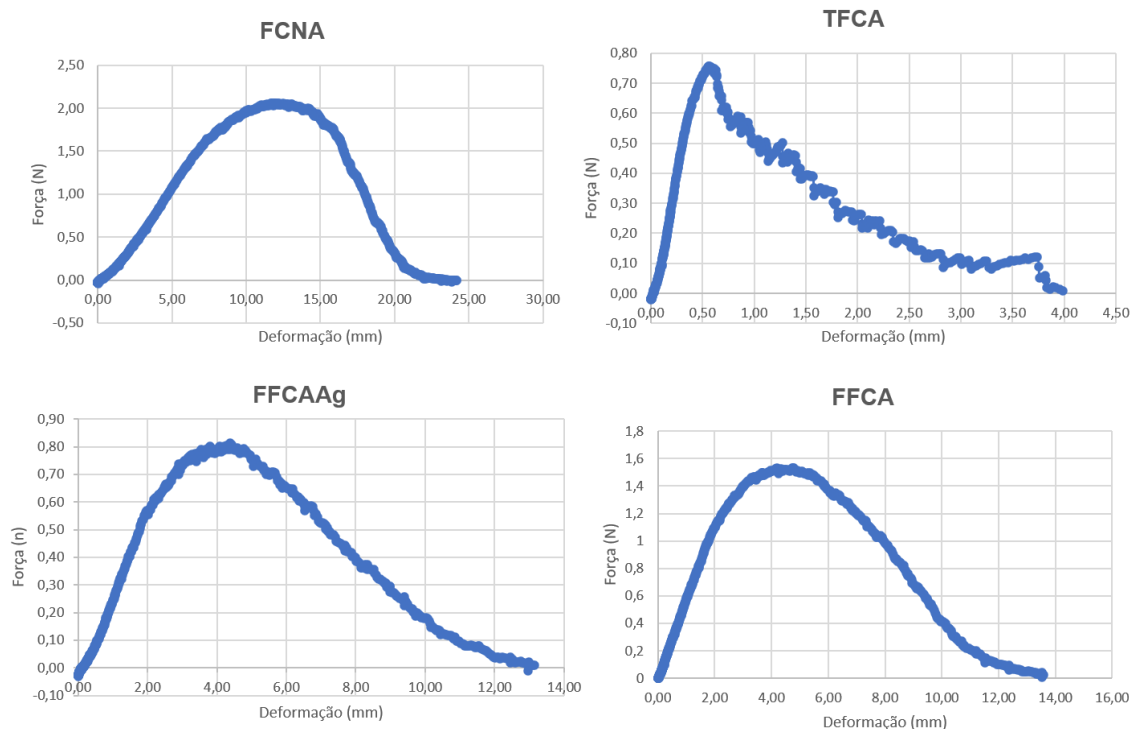 FCNA
2,50
2,00
1,50
1,00
0,50
0,00
-0,50
0,00 5,00 10,00 15,00 20,00 25,00 30,00
Força (N)
Deformação (mm)
TFCA
0,80
0,70
0,60
0,50
0,40
0,30
0,20
0,10
0,00
-0,10
0,00 0,50 1,00 1,50 2,00 2,50 3,00 3,50 4,00 4,50
Força (N)
Deformação (mm)
FFCAAg
0,90
0,80
0,70
0,60
0,50
0,40
0,30
0,20
0,10
0,00
-0,10
0,00 2,00 4,00 6,00 8,00 10,00 12,00 14,00
Força (n)
Deformação (mm)
FFCA
1,8
1,6
1,4
1,2
1
0,8
0,6
0,4
0,2
0
0,00 2,00 4,00 6,00 8,00 10,00 12,00 14,00 16,00
Força (N)
Deformação (mm)